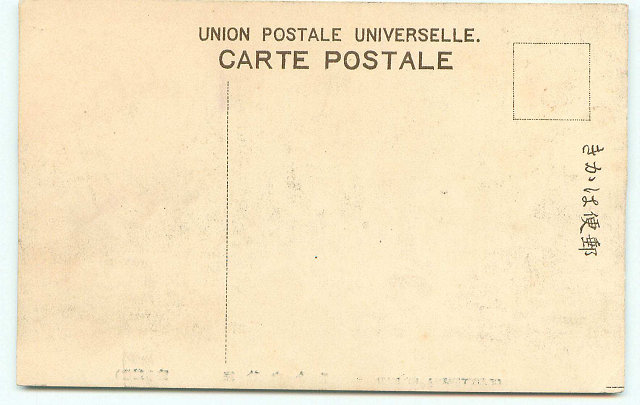 UNION POSTALE UNIVERSELLE.
CARTE POSTALE
郵便はかき